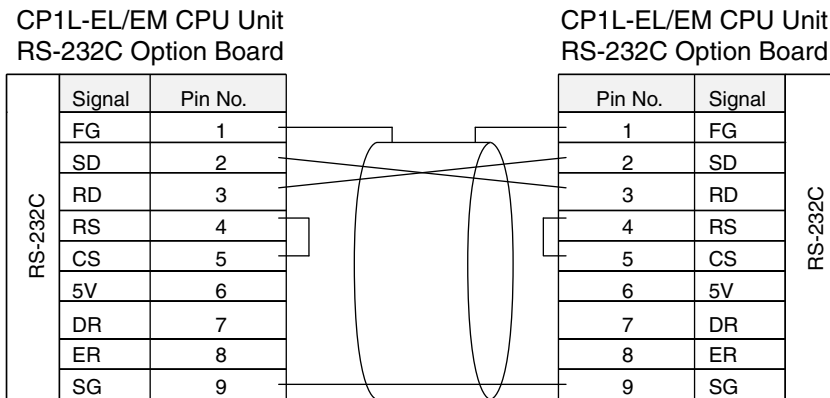 CP1L-EL/EM CPU Unit
RS-232C Option Board
Signal Pin No.
FG 1
SD 2
RD 3
RS 4
CS 5
5V 6
DR 7
ER 8
SG 9
RS-232C
CP1L-EL/EM CPU Unit
RS-232C Option Board
Pin No. Signal
1 FG
2 SD
3 RD
4 RS
5 CS
6 5V
7 DR
8 ER
9 SG
RS-232C